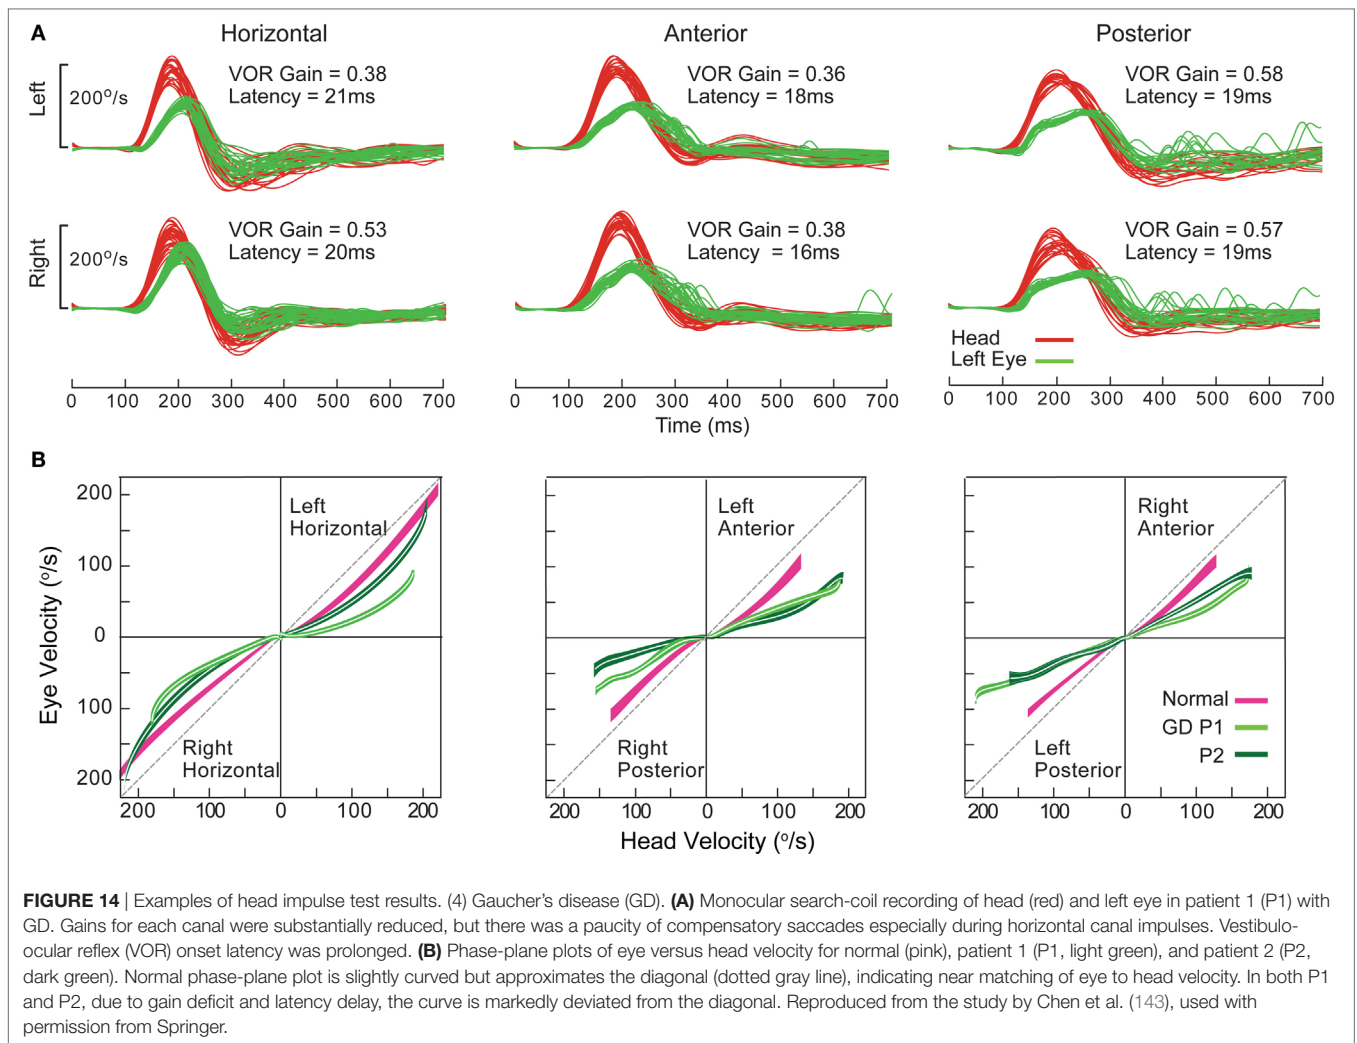 A
Horizontal
Anterior
Posterior
Left
200°/s
VOR Gain = 0.38
Latency = 21ms
VOR Gain = 0.36
Latency = 18ms
VOR Gain = 0.58
Latency = 19ms
Right
200°/s
VOR Gain = 0.53
Latency = 20ms
VOR Gain = 0.38
Latency = 16ms
VOR Gain = 0.57
Latency = 19ms
Head
Left Eye
0 100 200 300 400 500 600 700
0 100 200 300 400 500 600 700
0 100 200 300 400 500 600 700
Time (ms)
B
Eye Velocity (°/s)
200
100
0
100
200
Left
Horizontal
Right
Horizontal
Left
Anterior
Right
Posterior
Right
Anterior
Left
Posterior
Normal
GD P1
P2
200 100 0 100 200
200 100 0 100 200
200 100 0 100 200
Head Velocity (°/s)
FIGURE 14 | Examples of head impulse test results. (4) Gaucher's disease (GD). (A) Monocular search-coil recording of head (red) and left eye in patient 1 (P1) with
GD. Gains for each canal were substantially reduced, but there was a paucity of compensatory saccades especially during horizontal canal impulses. Vestibulo-
ocular reflex (VOR) onset latency was prolonged. (B) Phase-plane plots of eye versus head velocity for normal (pink), patient 1 (P1, light green), and patient 2 (P2,
dark green). Normal phase-plane plot is slightly curved but approximates the diagonal (dotted gray line), indicating near matching of eye to head velocity. In both P1
and P2, due to gain deficit and latency delay, the curve is markedly deviated from the diagonal. Reproduced from the study by Chen et al. (143), used with
permission from Springer.